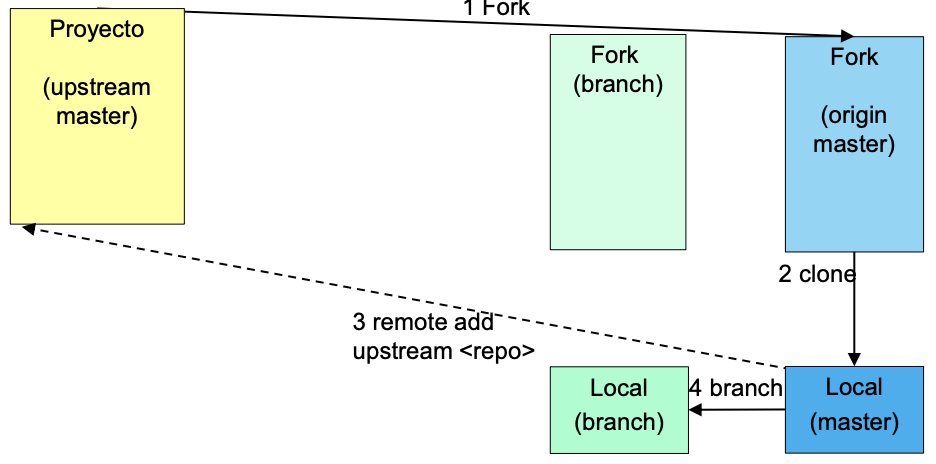 1 Fork
Proyecto
(upstream
master)
Fork
(branch)
Fork
(origin
master)
2 clone
3 remote add
upstream <repo>
Local
(branch)
4 branch
Local
(master)